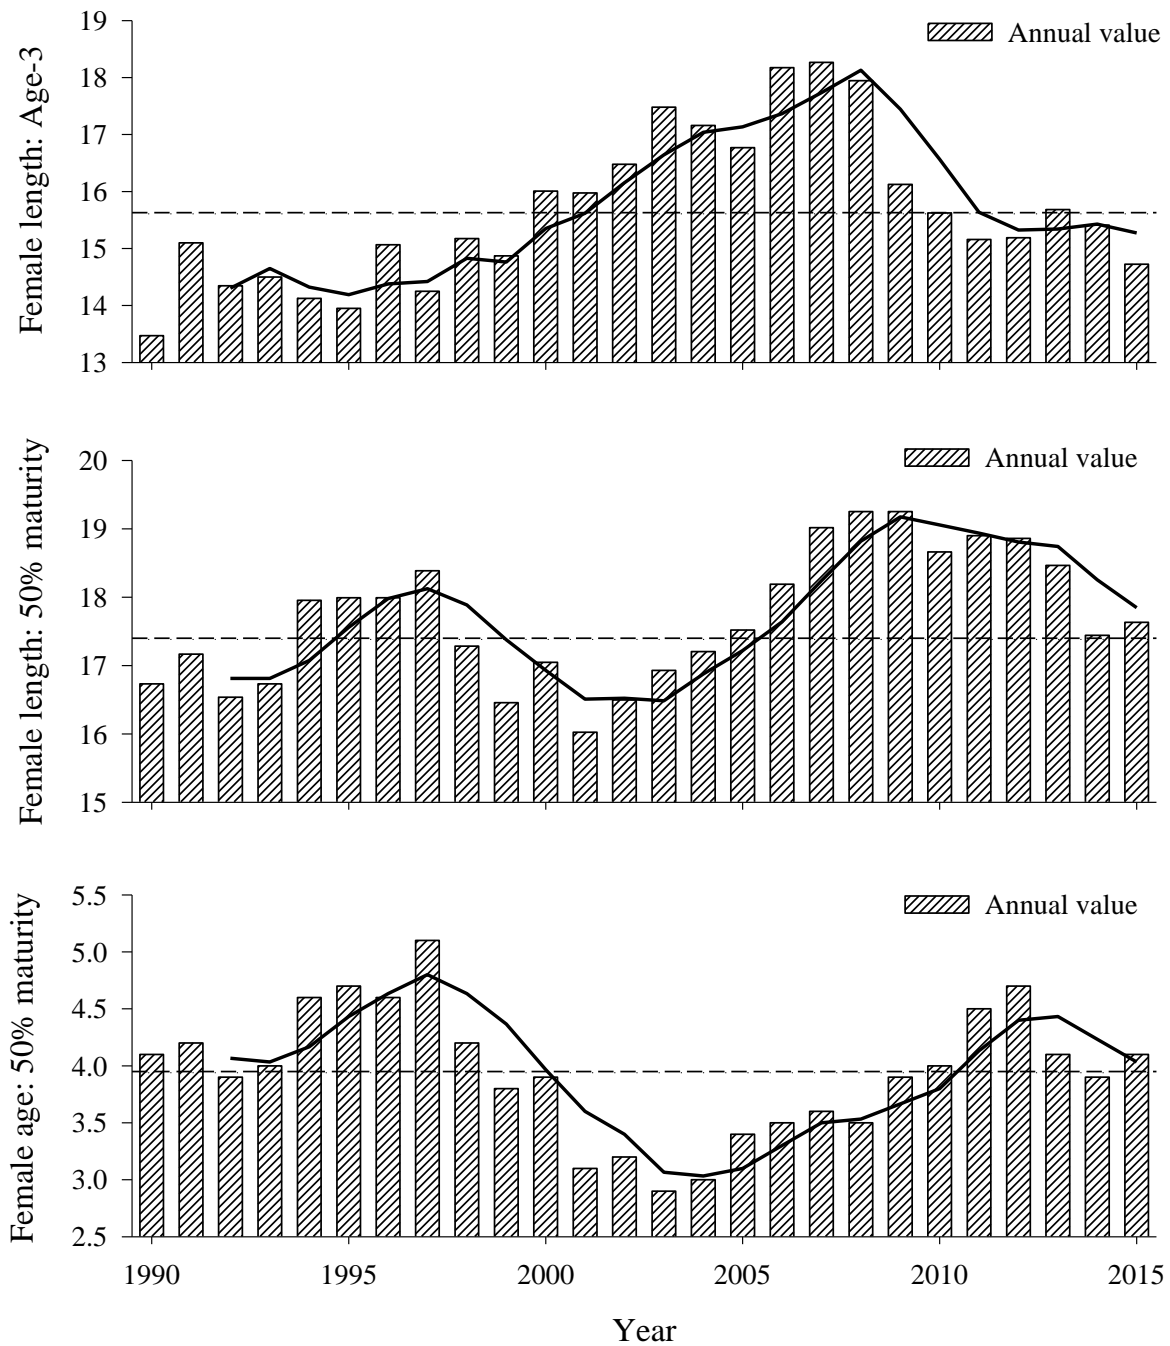 Female length: Age-3
19
18
17
16
15
14
13
Annual value
Female length: 50% maturity
20
19
18
17
16
15
Annual value
Female age: 50% maturity
5.5
5.0
4.5
4.0
3.5
3.0
2.5
Annual value
1990 1995 2000 2005 2010 2015
Year